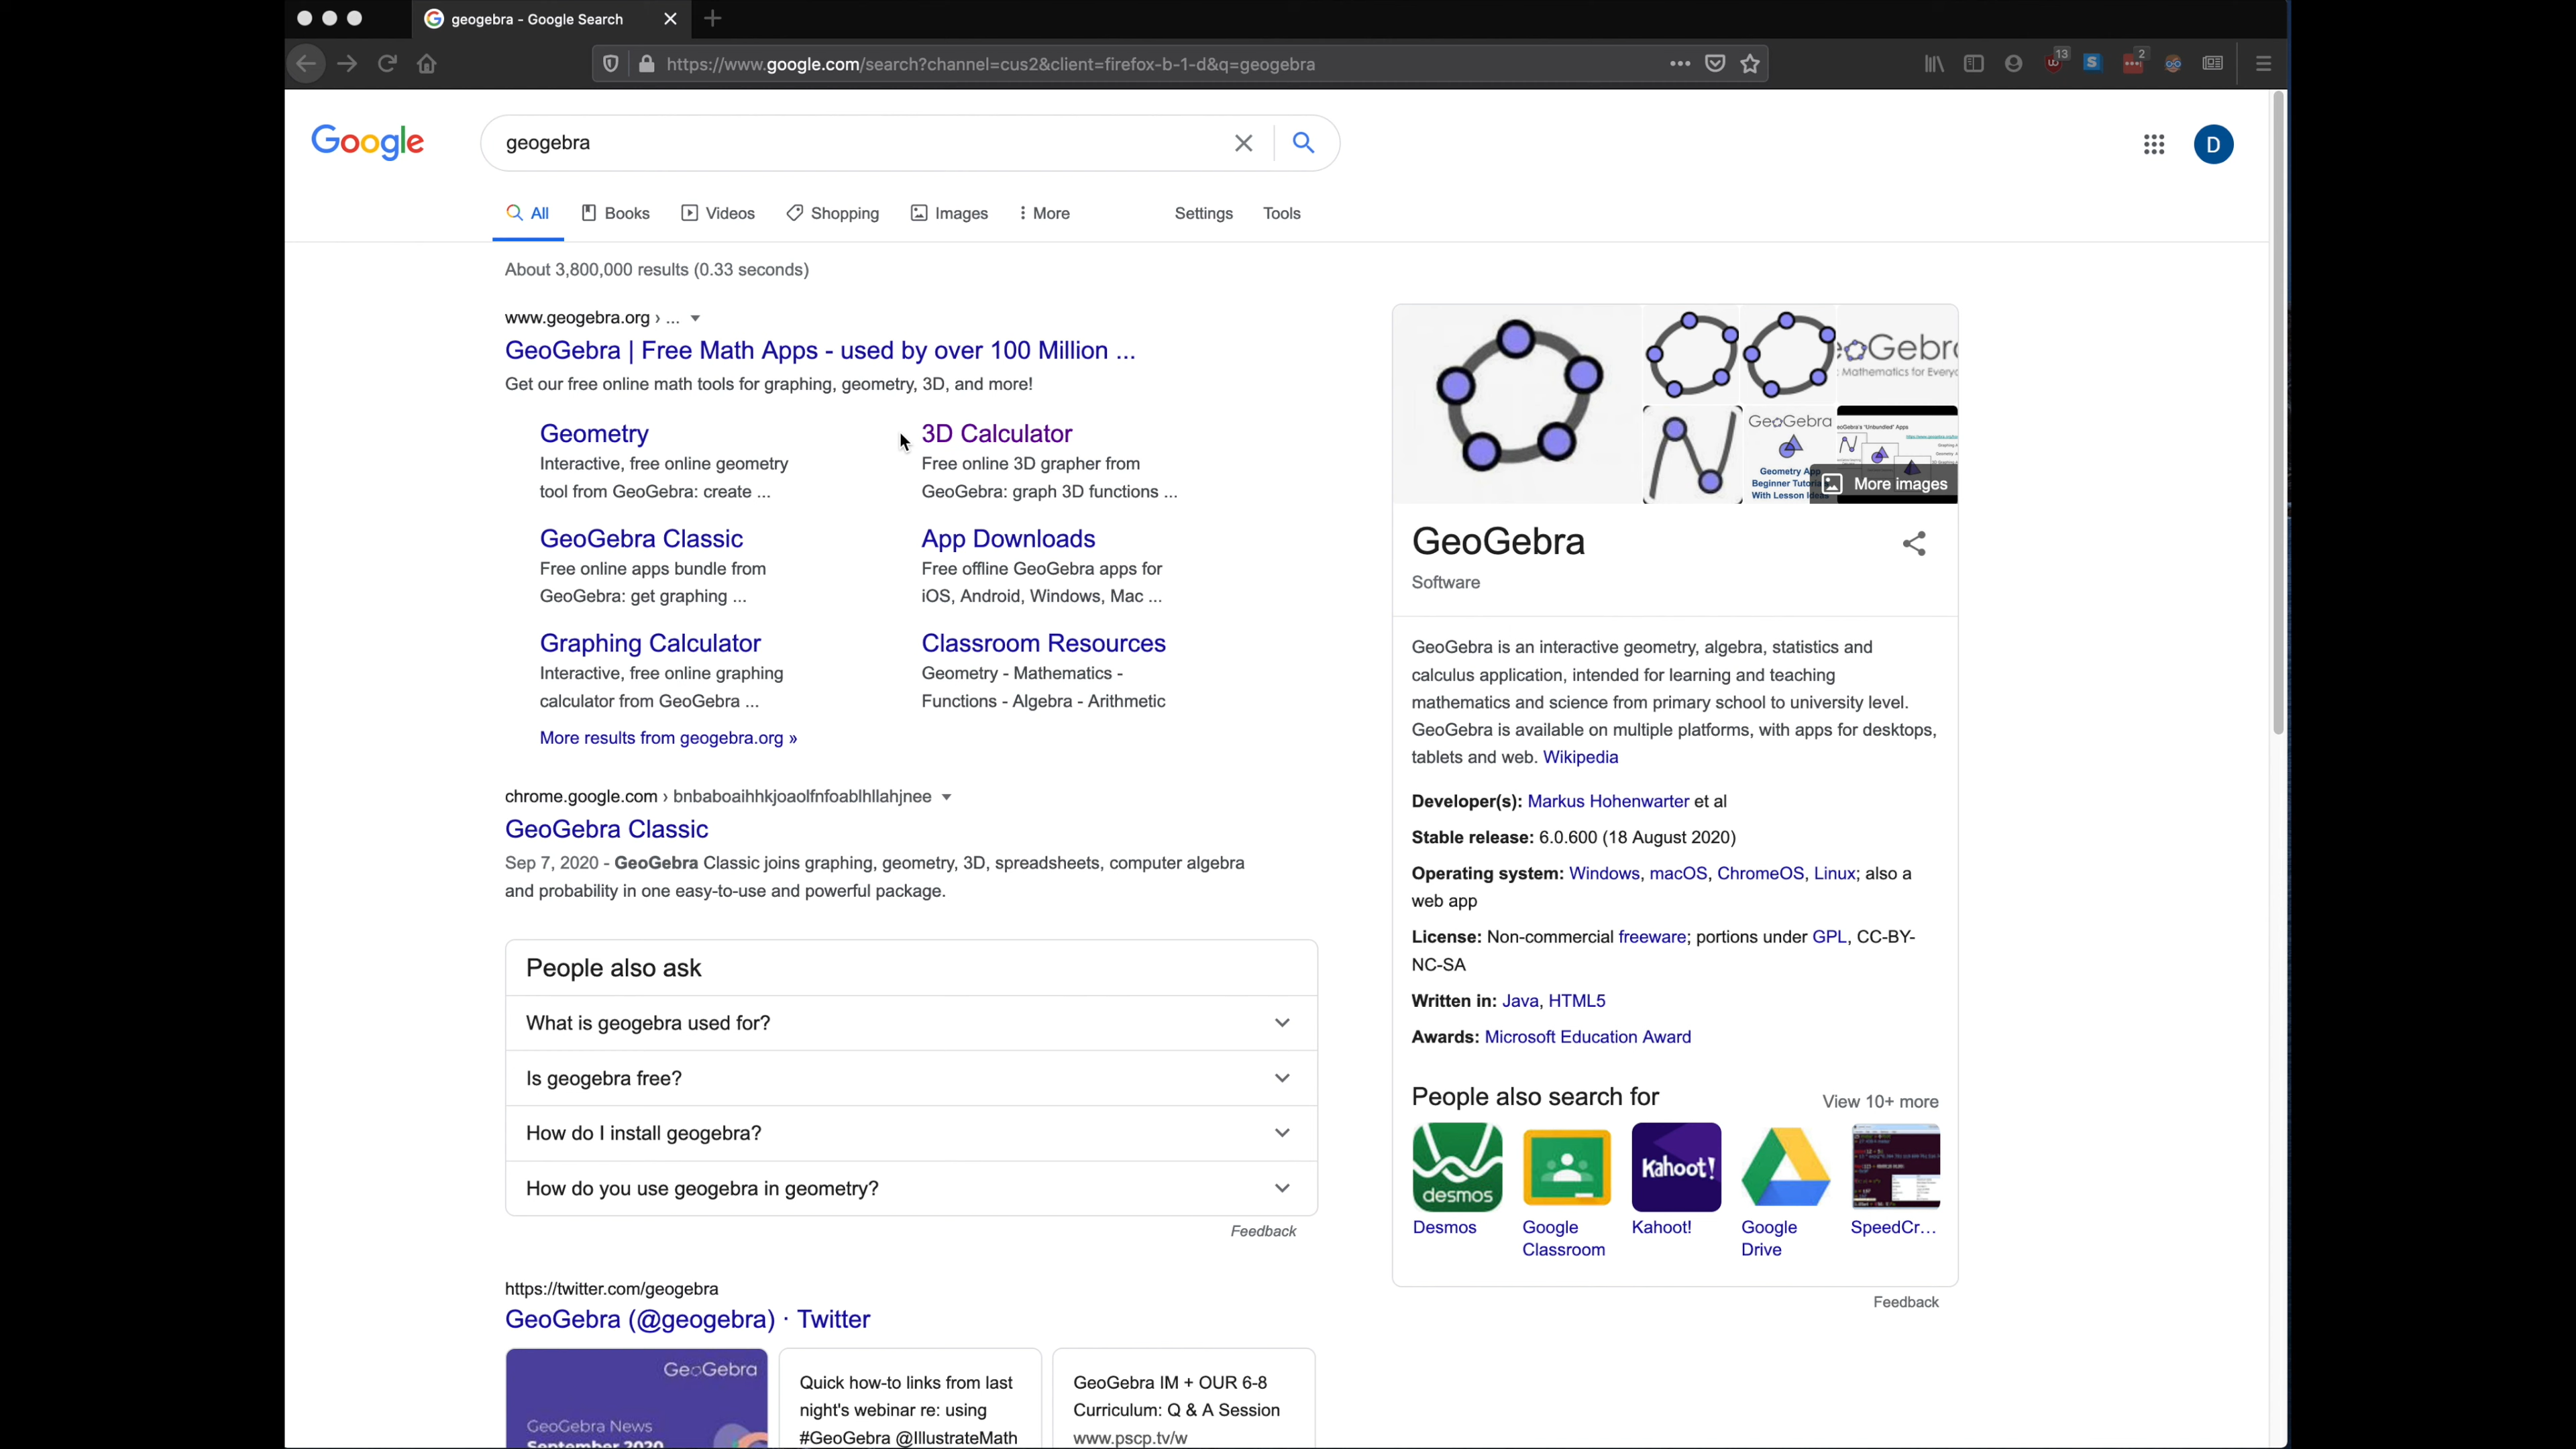 geogebra - Google Search
https://www.google.com/search?channel=cus2&client=firefox-b-1-d&q=geogebra
13
S
2
Google
geogebra
D
All
Books
Videos
Shopping
Images
More
Settings
Tools
About 3,800,000 results (0.33 seconds)
www.geogebra.org › ...
GeoGebra | Free Math Apps - used by over 100 Million ...
Get our free online math tools for graphing, geometry, 3D, and more!
Geometry
Interactive, free online geometry
tool from GeoGebra: create ...
3D Calculator
Free online 3D grapher from
GeoGebra: graph 3D functions ...
GeoGebra Classic
Free online apps bundle from
GeoGebra: get graphing ...
App Downloads
Free offline GeoGebra apps for
iOS, Android, Windows, Mac ...
Graphing Calculator
Interactive, free online graphing
calculator from GeoGebra ...
Classroom Resources
Geometry - Mathematics -
Functions - Algebra - Arithmetic
More results from geogebra.org »
chrome.google.com › bnbaboaihhkjoaolfnfoablhllahjnee
GeoGebra Classic
Sep 7, 2020 - GeoGebra Classic joins graphing, geometry, 3D, spreadsheets, computer algebra
and probability in one easy-to-use and powerful package.
People also ask
What is geogebra used for?
Is geogebra free?
How do I install geogebra?
How do you use geogebra in geometry?
Feedback
https://twitter.com/geogebra
GeoGebra (@geogebra) · Twitter
GeoGebra
GeoGebra News
September 2020
Quick how-to links from last
night's webinar re: using
#GeoGebra @IllustrateMath
GeoGebra IM + OUR 6-8
Curriculum: Q & A Session
www.pscp.tv/w
GeoGebra
Geometry App
Beginner Tutorial
With Lesson
More images
GeoGebra
Software
GeoGebra is an interactive geometry, algebra, statistics and
calculus application, intended for learning and teaching
mathematics and science from primary school to university level.
GeoGebra is available on multiple platforms, with apps for desktops,
tablets and web. Wikipedia
Developer(s): Markus Hohenwarter et al
Stable release: 6.0.600 (18 August 2020)
Operating system: Windows, macOS, ChromeOS, Linux; also a
web app
License: Non-commercial freeware; portions under GPL, CC-BY-
NC-SA
Written in: Java, HTML5
Awards: Microsoft Education Award
People also search for
View 10+ more
desmos
Kahoot!
Desmos
Google
Classroom
Kahoot!
Google
Drive
SpeedCr...
Feedback